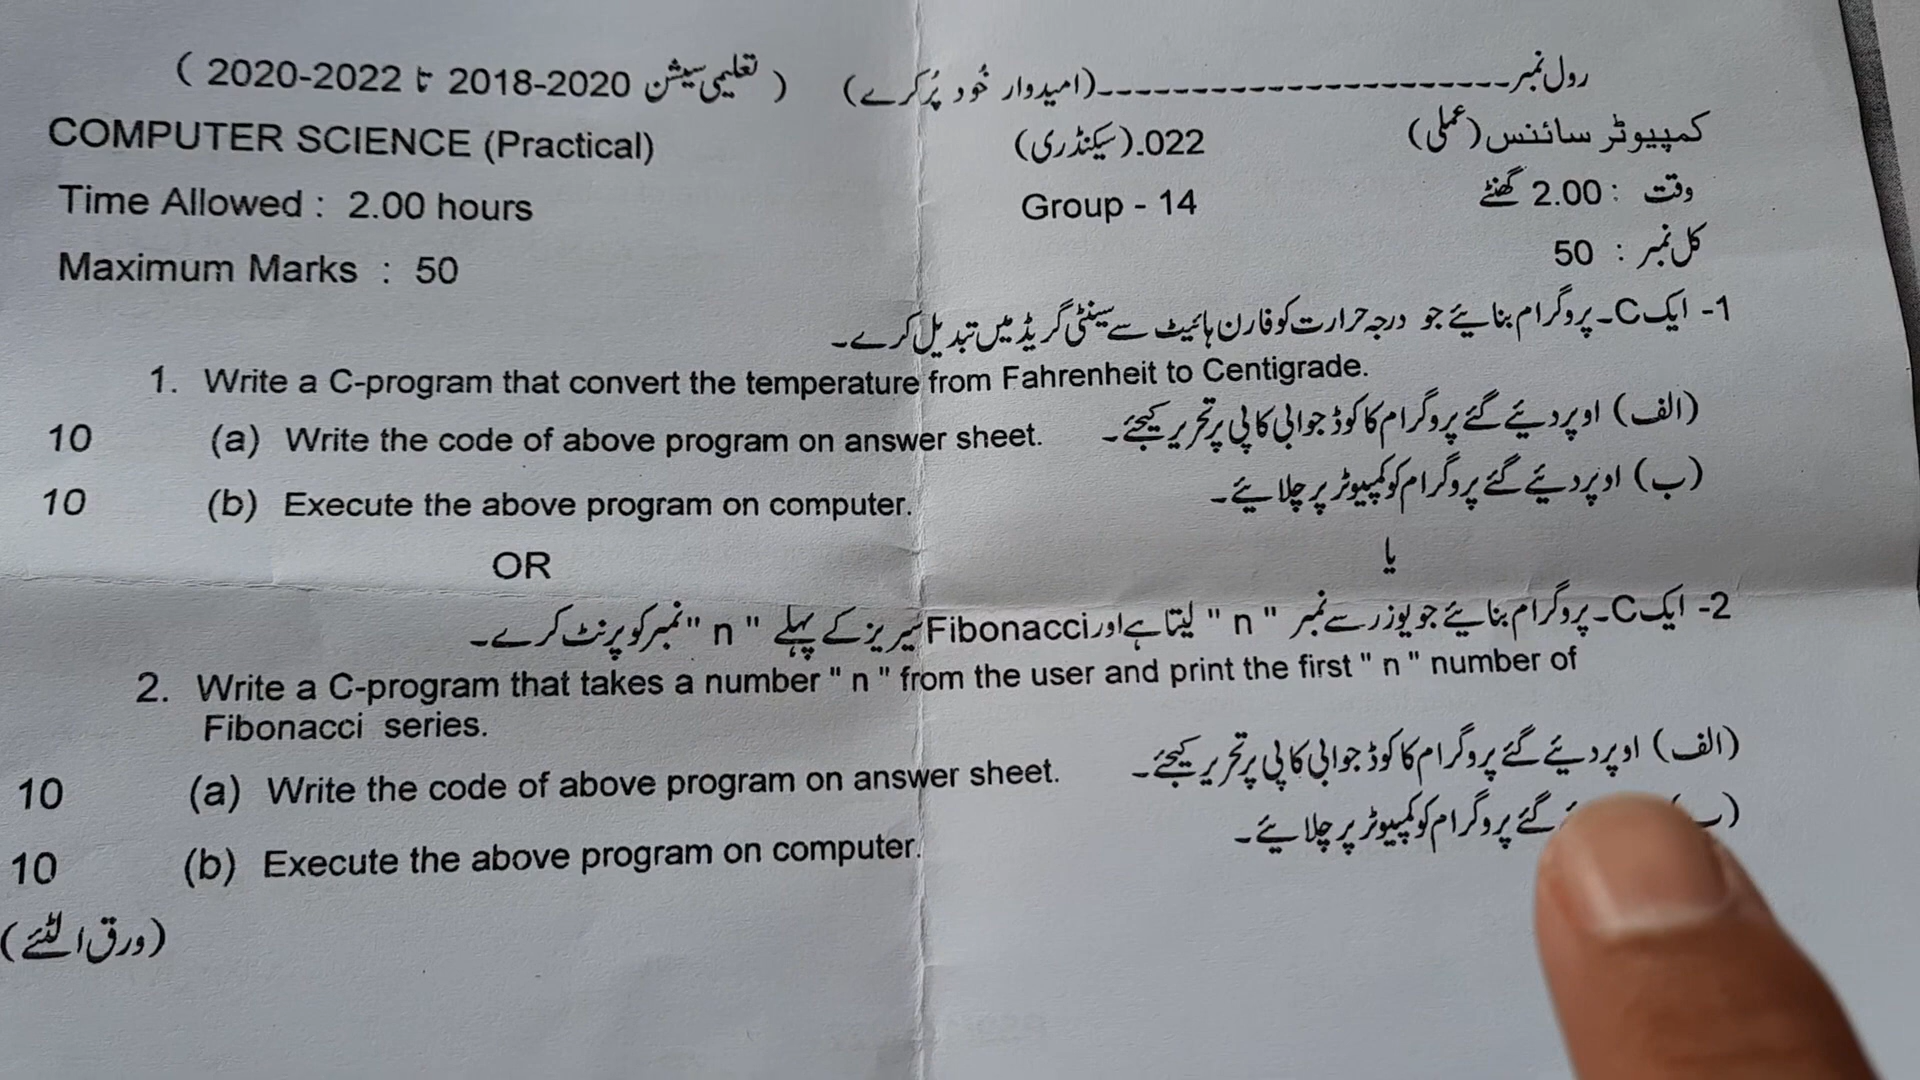 رول نمبر ---------------------(امیدوار خُود پُر کرے) ( تعلیمی سیشن 2018-2020 تا 2020-2022 )
COMPUTER SCIENCE (Practical) 022.(سیکنڈری) کمپیوٹر سائنس (عملی)
Time Allowed : 2.00 hours Group - 14 وقت : 2.00 گھنٹے
Maximum Marks : 50 کل نمبر : 50
1- ایک C۔پروگرام بنایئے جو درجہ حرارت کو فارن ہائیٹ سے سینٹی گریڈ میں تبدیل کرے۔
1. Write a C-program that convert the temperature from Fahrenheit to Centigrade.
10 (a) Write the code of above program on answer sheet. (الف) اوپر دیئے گئے پروگرام کا کوڈ جوابی کاپی پر تحریر کیجئے۔
10 (b) Execute the above program on computer. (ب) اوپر دیئے گئے پروگرام کو کمپیوٹر پر چلایئے۔
OR یا
2- ایک C۔پروگرام بنایئے جو یوزر سے نمبر " n " لیتا ہے اور Fibonacci سیریز کے پہلے " n " نمبر کو پرنٹ کرے۔
2. Write a C-program that takes a number " n " from the user and print the first " n " number of
Fibonacci series.
10 (a) Write the code of above program on answer sheet. (الف) اوپر دیئے گئے پروگرام کا کوڈ جوابی کاپی پر تحریر کیجئے۔
10 (b) Execute the above program on computer. (ب) گئے پروگرام کو کمپیوٹر پر چلایئے۔
(ورق الٹئے)